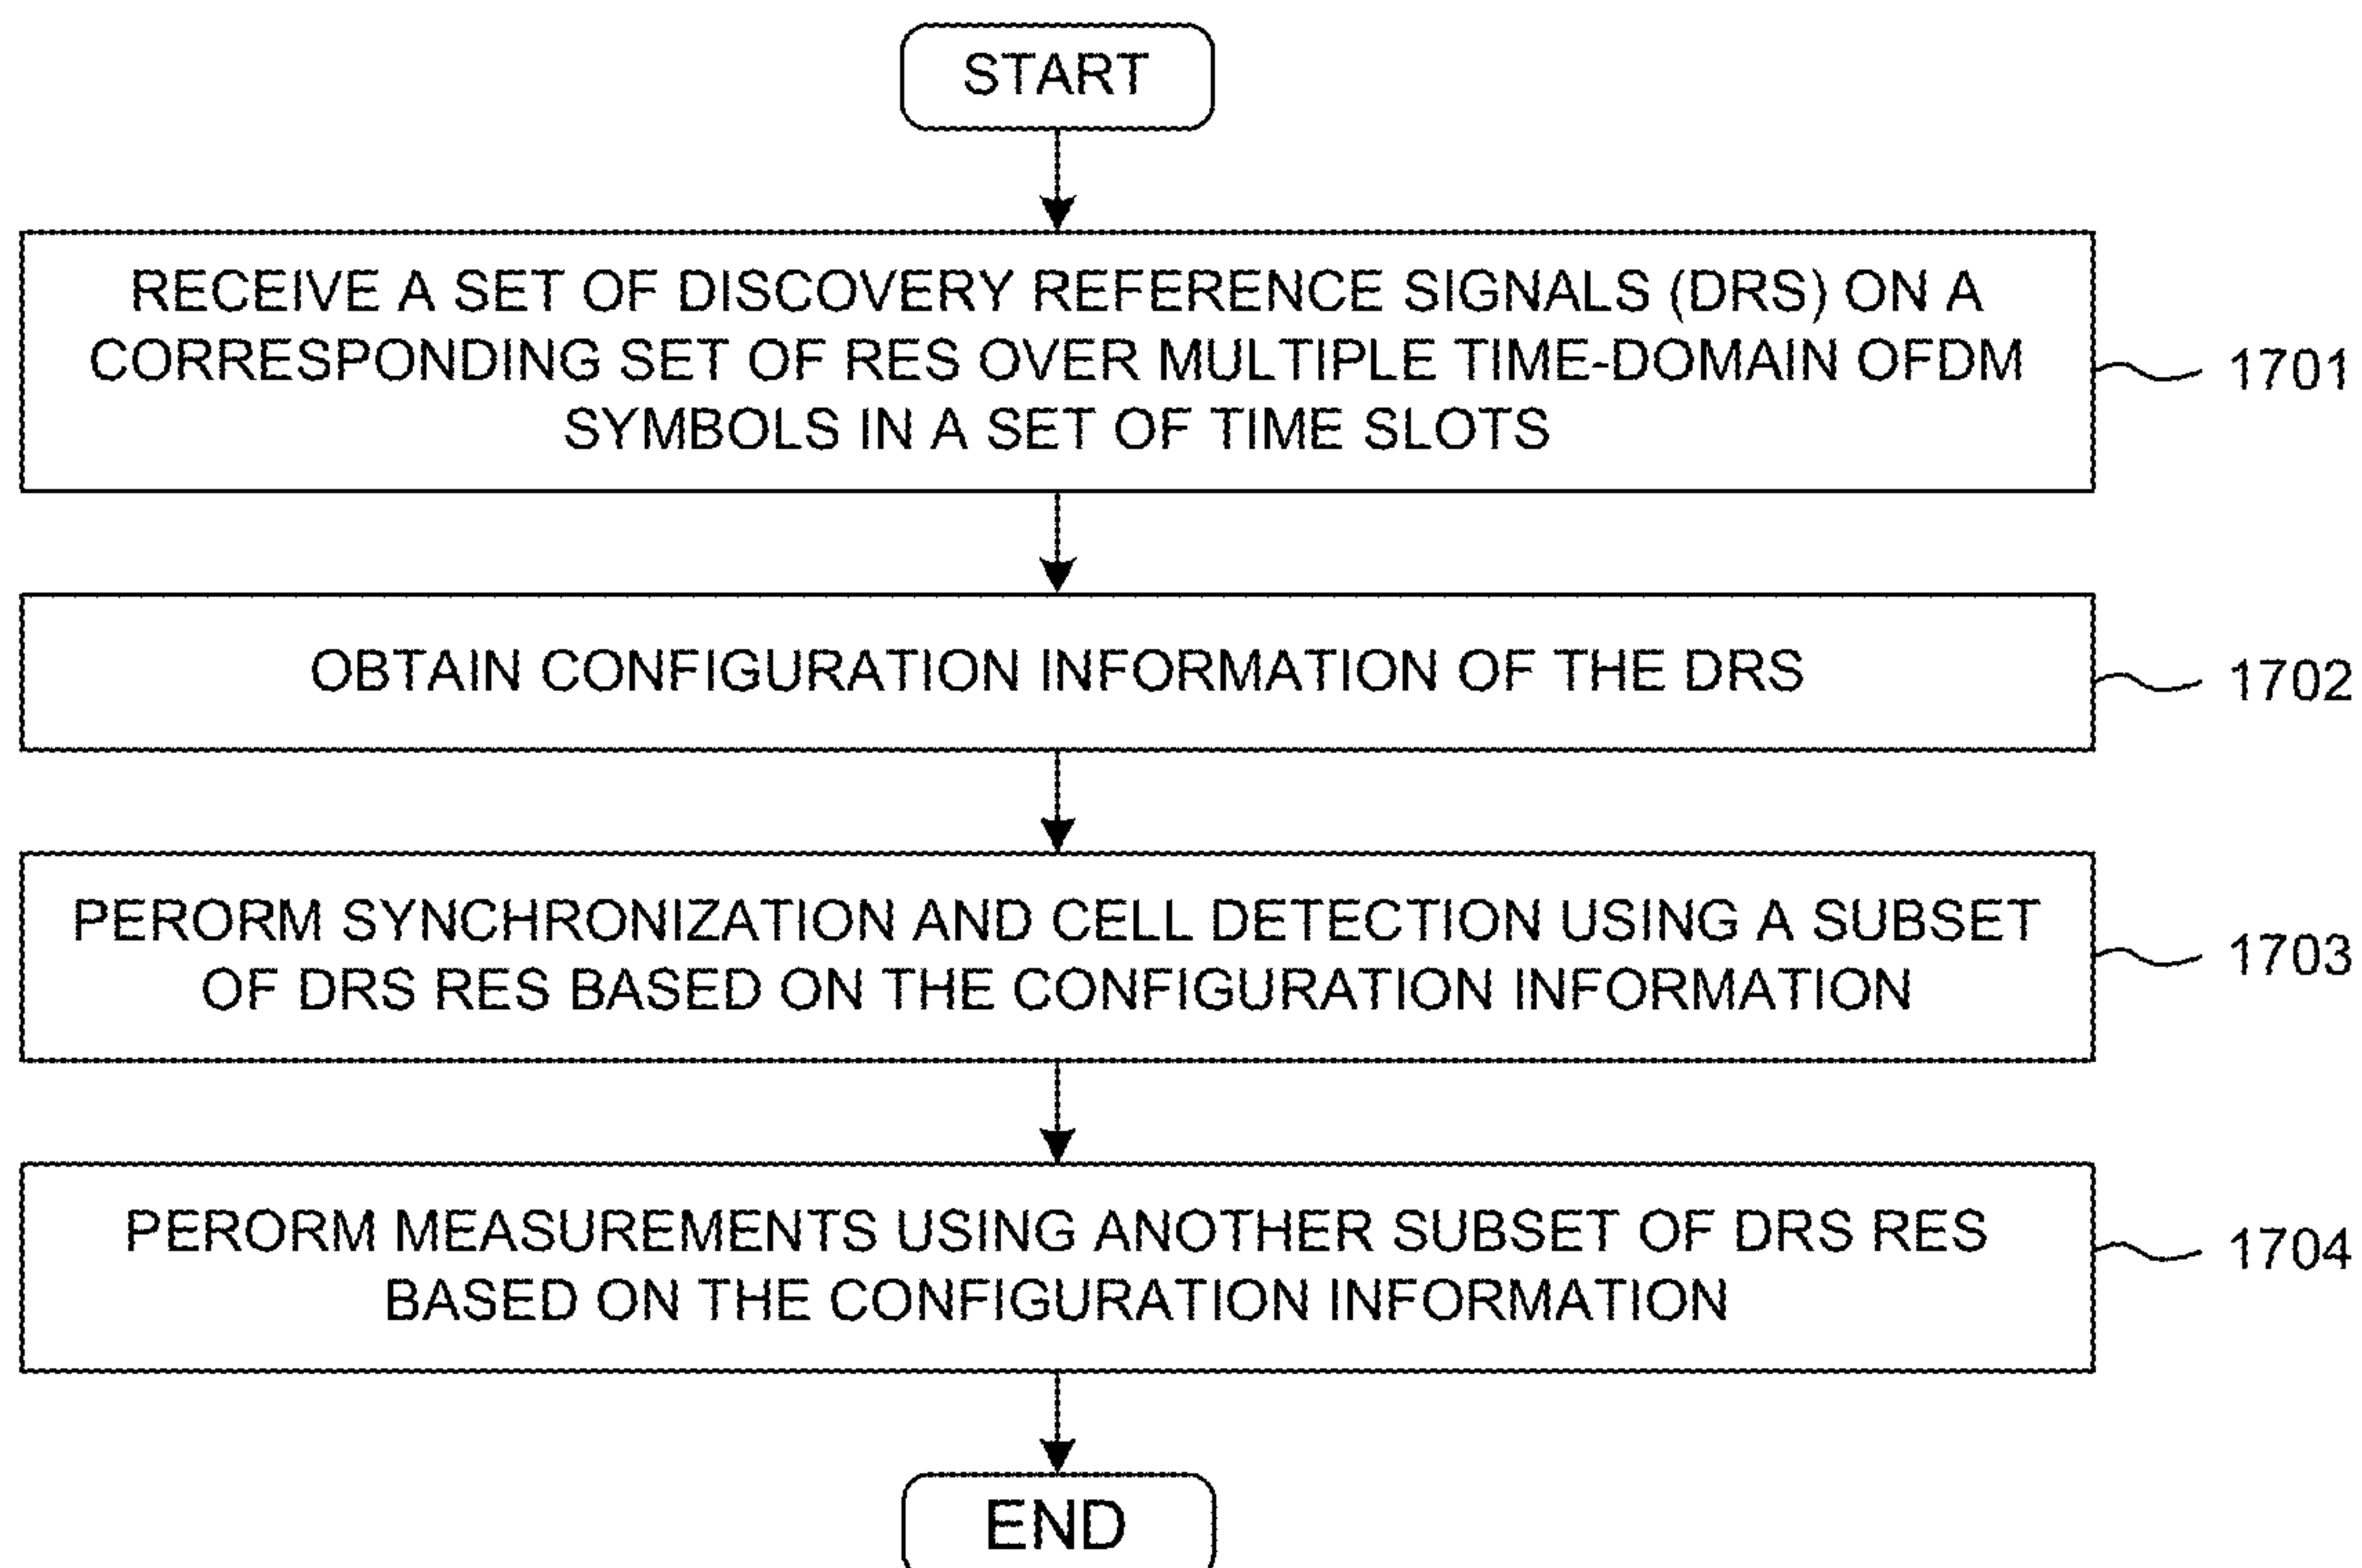 START
RECEIVE A SET OF DISCOVERY REFERENCE SIGNALS (DRS) ON A
CORRESPONDING SET OF RES OVER MULTIPLE TIME-DOMAIN OFDM
SYMBOLS IN A SET OF TIME SLOTS
1701
OBTAIN CONFIGURATION INFORMATION OF THE DRS
1702
PERORM SYNCHRONIZATION AND CELL DETECTION USING A SUBSET
OF DRS RES BASED ON THE CONFIGURATION INFORMATION
1703
PERORM MEASUREMENTS USING ANOTHER SUBSET OF DRS RES
BASED ON THE CONFIGURATION INFORMATION
1704
END